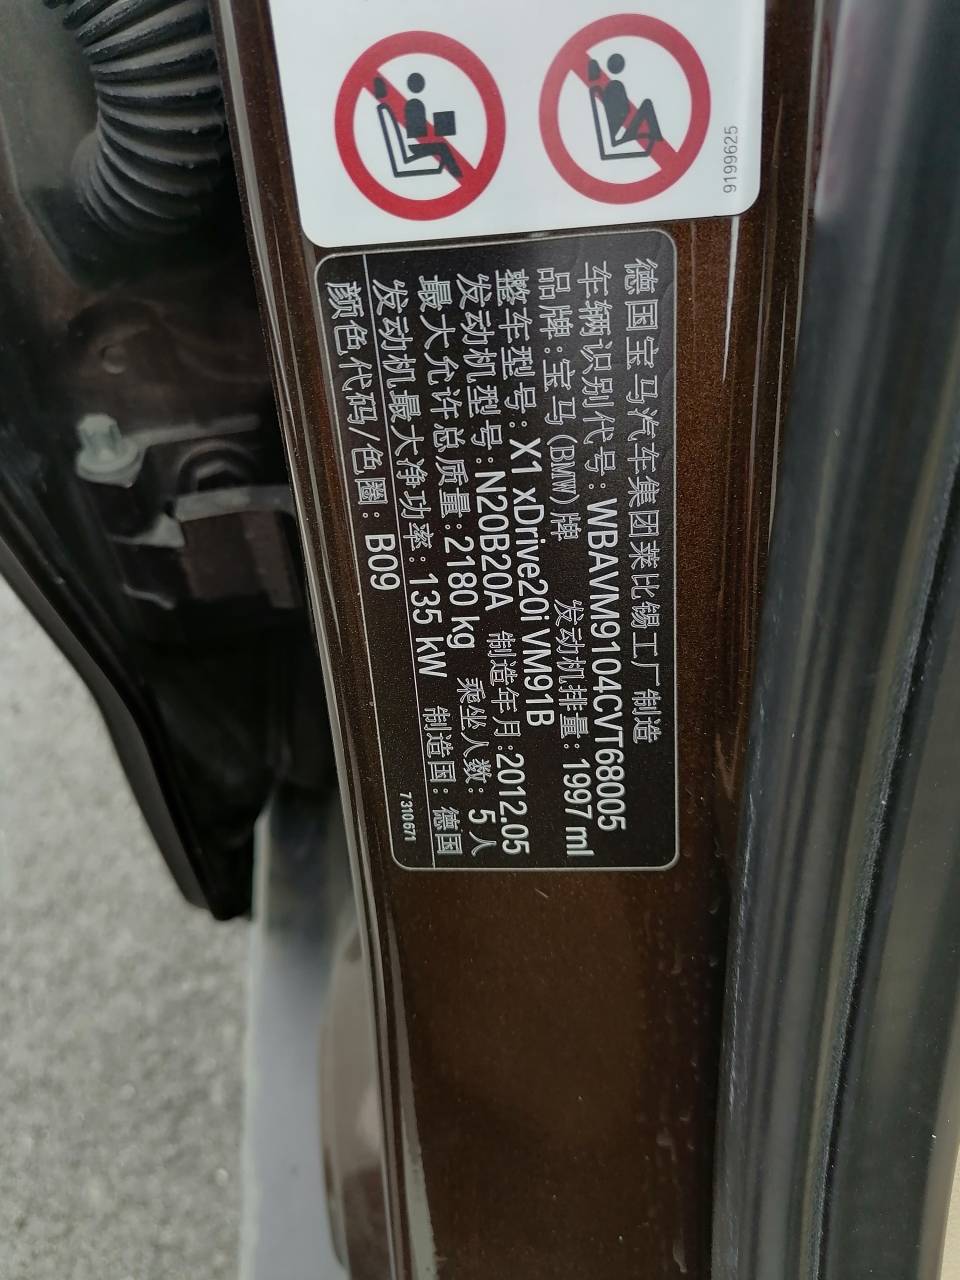 9199625
德国宝马汽车集团莱比锡工厂 制造
车辆识别代号: WBAVM9104CVT68005
品牌:宝马(BMW)牌 发动机排量: 1997 ml
整车型号: X1 xDrive20i VM91B
发动机型号: N20B20A 制造年月:2012.05
最大允许总质量: 2180 kg 乘坐人数: 5 人
发动机最大净功率: 135 kW 制造国: 德国
颜色代码/色圈: B09
7310671